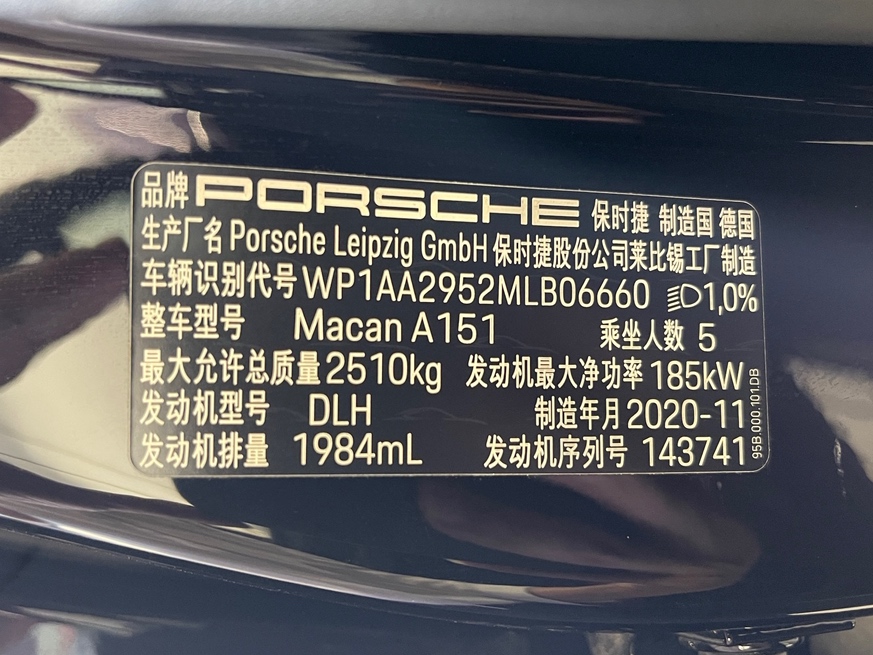 品牌 PORSCHE 保时捷 制造国 德国
生产厂名 Porsche Leipzig GmbH 保时捷股份公司莱比锡工厂制造
车辆识别代号 WP1AA2952MLB06660 1,0%
整车型号 Macan A151 乘坐人数 5
最大允许总质量 2510kg 发动机最大净功率 185kW
发动机型号 DLH 制造年月 2020-11
发动机排量 1984mL 发动机序列号 143741
95B.000.101.DB